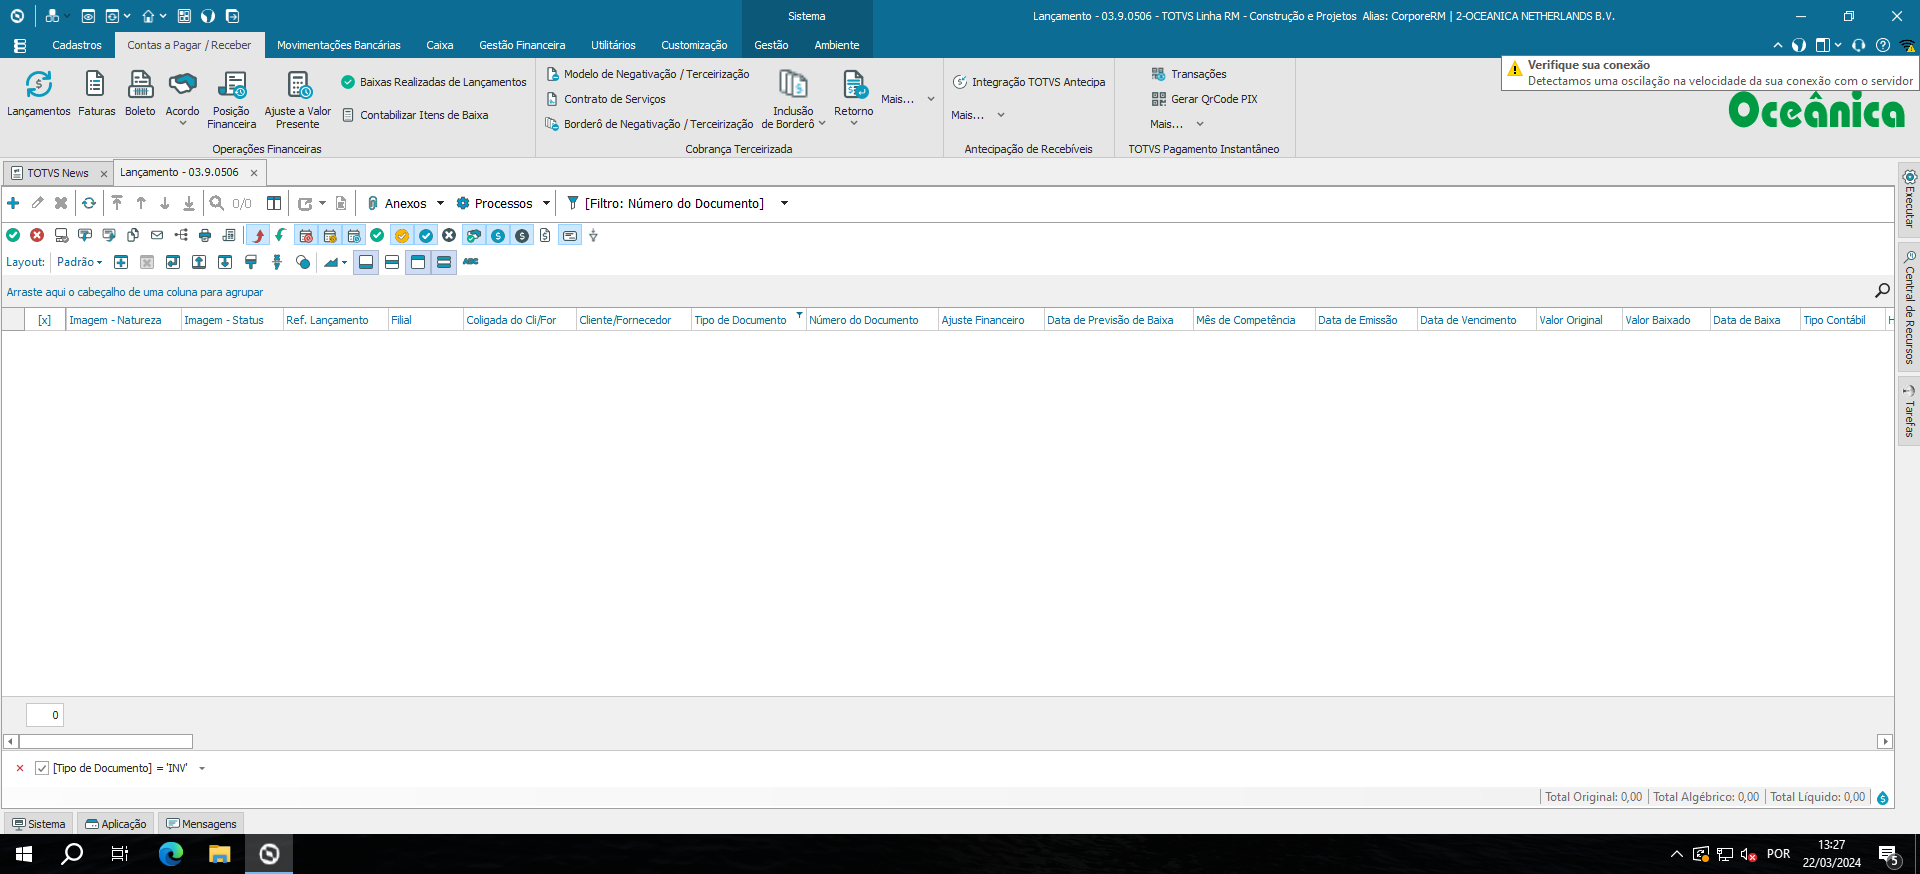 Sistema
Lançamento - 03.9.0506 - TOTVS Linha RM - Construção e Projetos  Alias: CorporeRM | 2-OCEANICA NETHERLANDS B.V.
Cadastros
Contas a Pagar / Receber
Movimentações Bancárias
Caixa
Gestão Financeira
Utilitários
Customização
Gestão
Ambiente
Verifique sua conexão
Detectamos uma oscilação na velocidade da sua conexão com o servidor
Lançamentos
Faturas
Boleto
Acordo
Posição
Financeira
Ajuste a Valor
Presente
Baixas Realizadas de Lançamentos
Contabilizar Itens de Baixa
Operações Financeiras
Modelo de Negativação / Terceirização
Contrato de Serviços
Borderô de Negativação / Terceirização
Inclusão
de Borderô
Retorno
Mais...
Cobrança Terceirizada
Integração TOTVS Antecipa
Mais...
Antecipação de Recebíveis
Transações
Gerar QrCode PIX
Mais...
TOTVS Pagamento Instantâneo
Oceânica
TOTVS News
Lançamento - 03.9.0506
0/0
Anexos
Processos
[Filtro: Número do Documento]
Layout:
Padrão
ABC
Arraste aqui o cabeçalho de uma coluna para agrupar
[x]
Imagem - Natureza
Imagem - Status
Ref. Lançamento
Filial
Coligada do Cli/For
Cliente/Fornecedor
Tipo de Documento
Número do Documento
Ajuste Financeiro
Data de Previsão de Baixa
Mês de Competência
Data de Emissão
Data de Vencimento
Valor Original
Valor Baixado
Data de Baixa
Tipo Contábil
H
Executar
Central de Recursos
Tarefas
0
[Tipo de Documento] = 'INV'
Total Original: 0,00
Total Algébrico: 0,00
Total Líquido: 0,00
Sistema
Aplicação
Mensagens
POR
13:27
22/03/2024
5